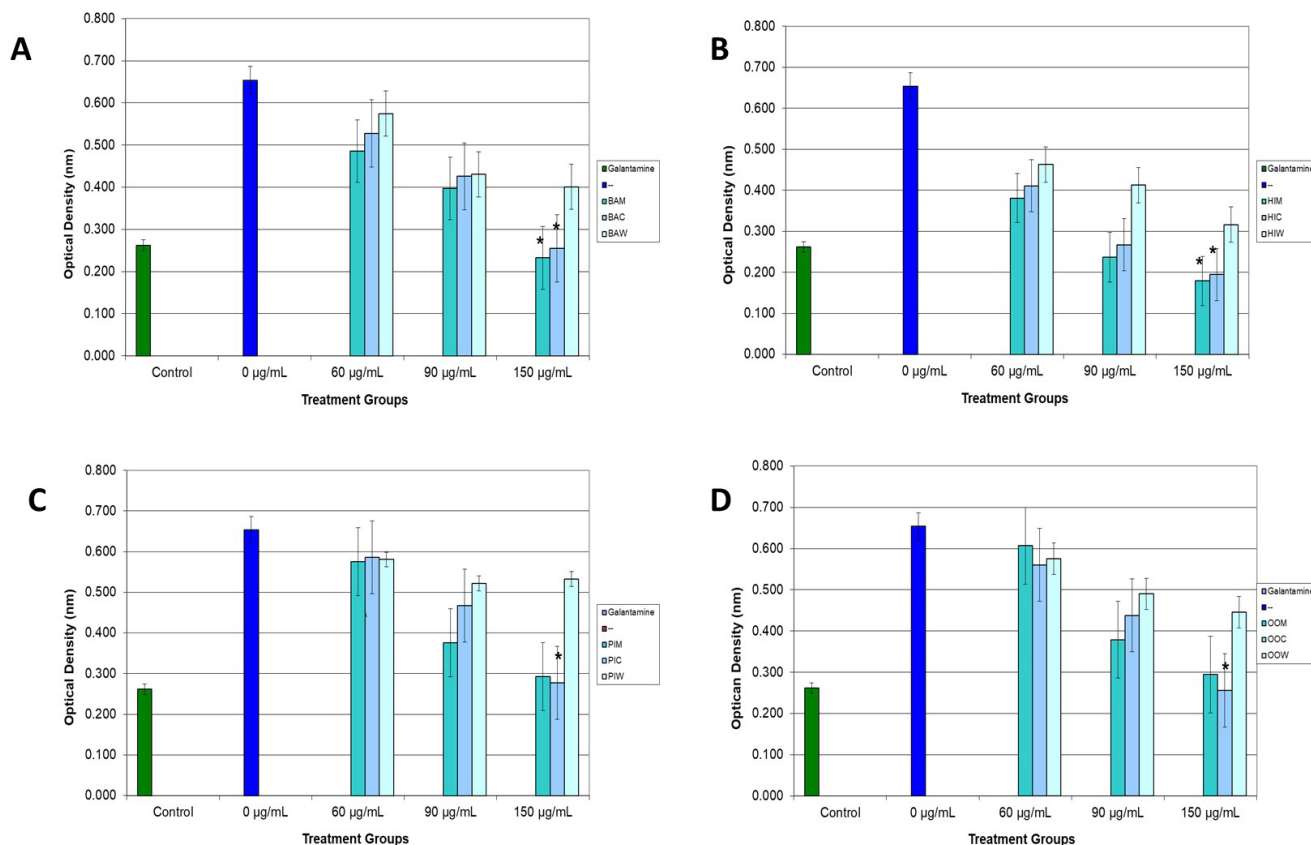 A
0.800
0.700
0.600
0.500
0.400
0.300
0.200
0.100
0.000
Optical Density (nm)
* *
Control 0 µg/mL 60 µg/mL 90 µg/mL 150 µg/mL
Treatment Groups
Galantamine
--
BAM
BAC
BAW
B
0.800
0.700
0.600
0.500
0.400
0.300
0.200
0.100
0.000
Optical Density (nm)
* *
Control 0 µg/mL 60 µg/mL 90 µg/mL 150 µg/mL
Treatment Groups
Galantamine
--
HIM
HIC
HIW
C
0.800
0.700
0.600
0.500
0.400
0.300
0.200
0.100
0.000
Optical Density (nm)
*
Control 0 µg/mL 60 µg/mL 90 µg/mL 150 µg/mL
Treatment Groups
Galantamine
--
PIM
PIC
PIW
D
0.800
0.700
0.600
0.500
0.400
0.300
0.200
0.100
0.000
Optican Density (nm)
*
Control 0 µg/mL 60 µg/mL 90 µg/mL 150 µg/mL
Treatment Groups
Galantamine
--
OOM
OOC
OOW